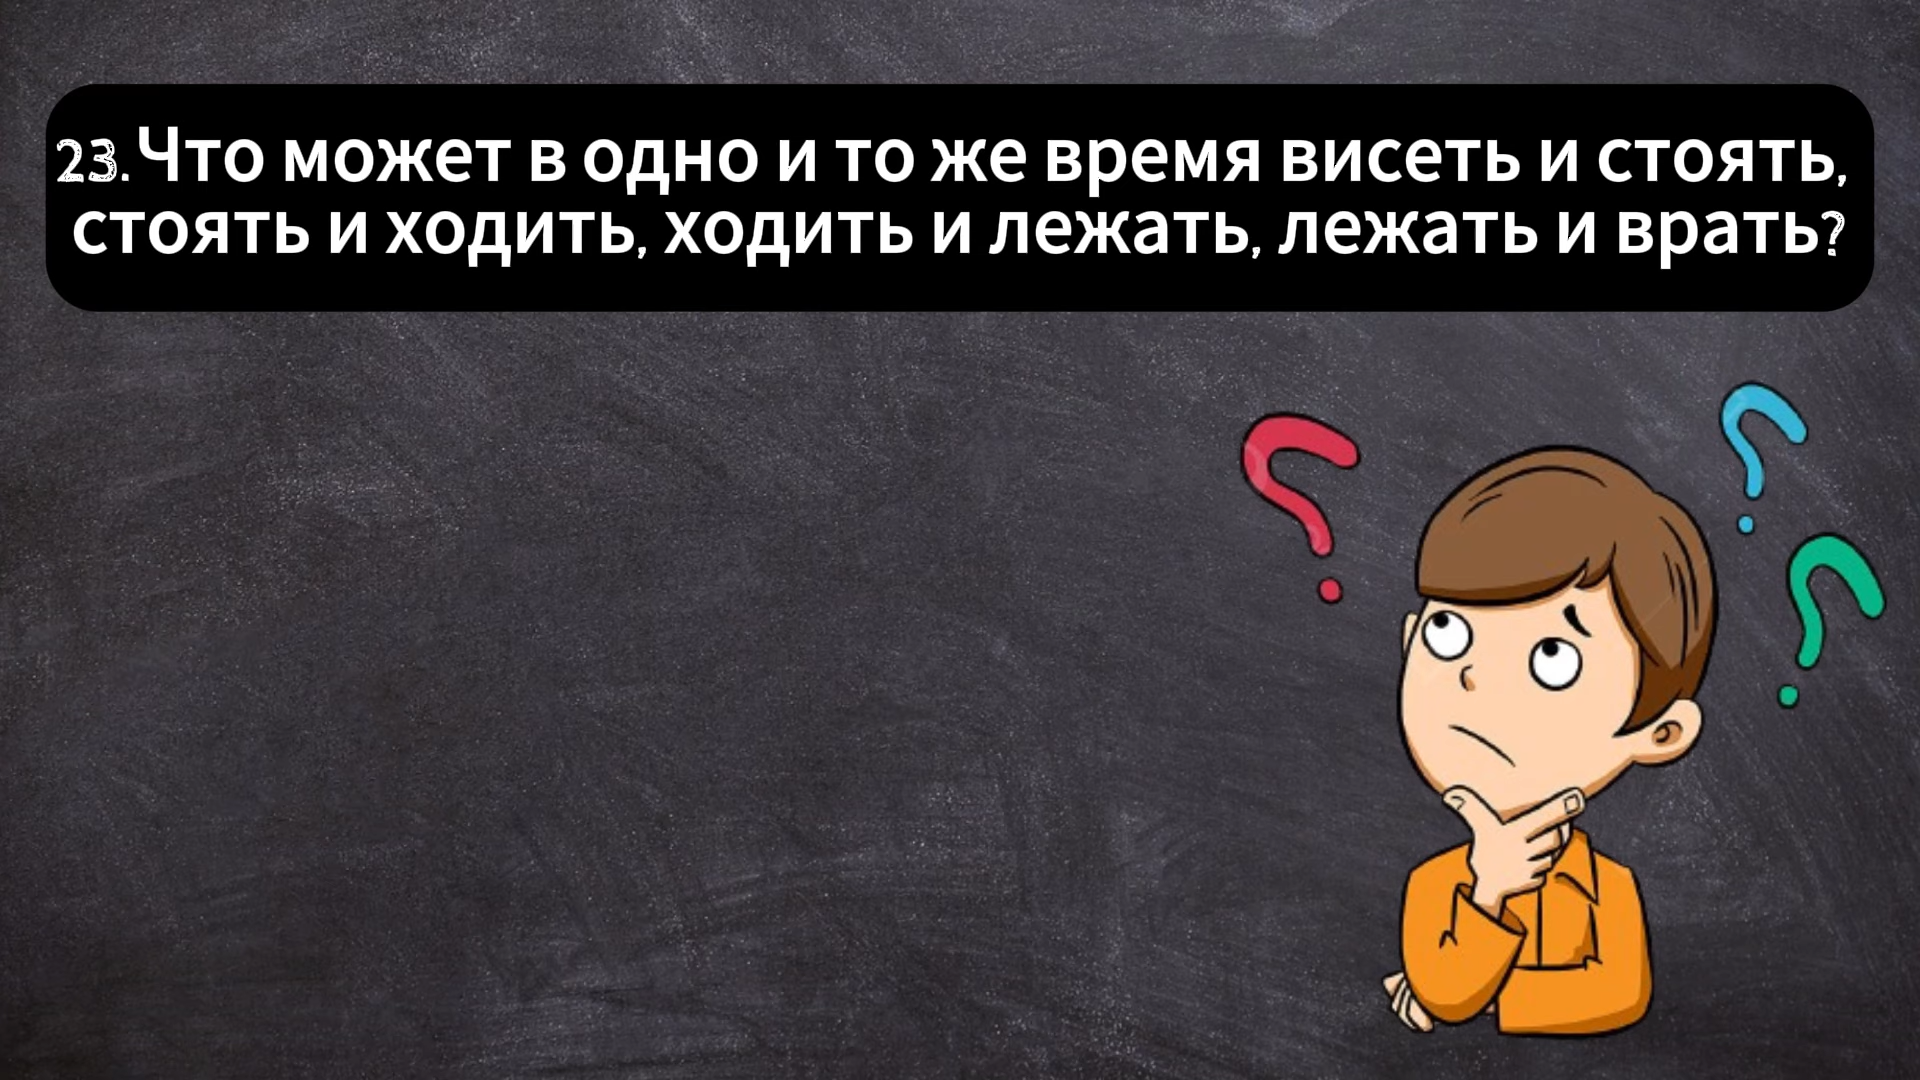 23.Что может в одно и то же время висеть и стоять,
стоять и ходить, ходить и лежать, лежать и врать?